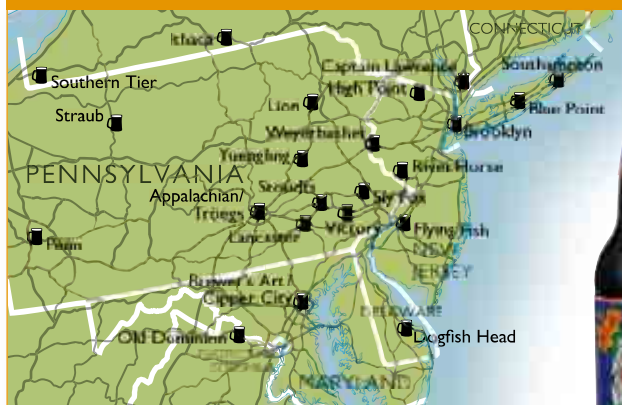 CONNECTICUT
Ithaca
Captain Lawrence
Southampton
Southern Tier
High Point
Lion
Blue Point
Straub
Weyerbacher
Brooklyn
Yuengling
River Horse
PENNSYLVANIA
Stoudts
Sly Fox
Appalachian/
Tröegs
Lancaster
Victory
Flying Fish
Penn
NEW
JERSEY
Brewer's Art /
Clipper City
DELAWARE
Old Dominion
Dogfish Head
MARYLAND